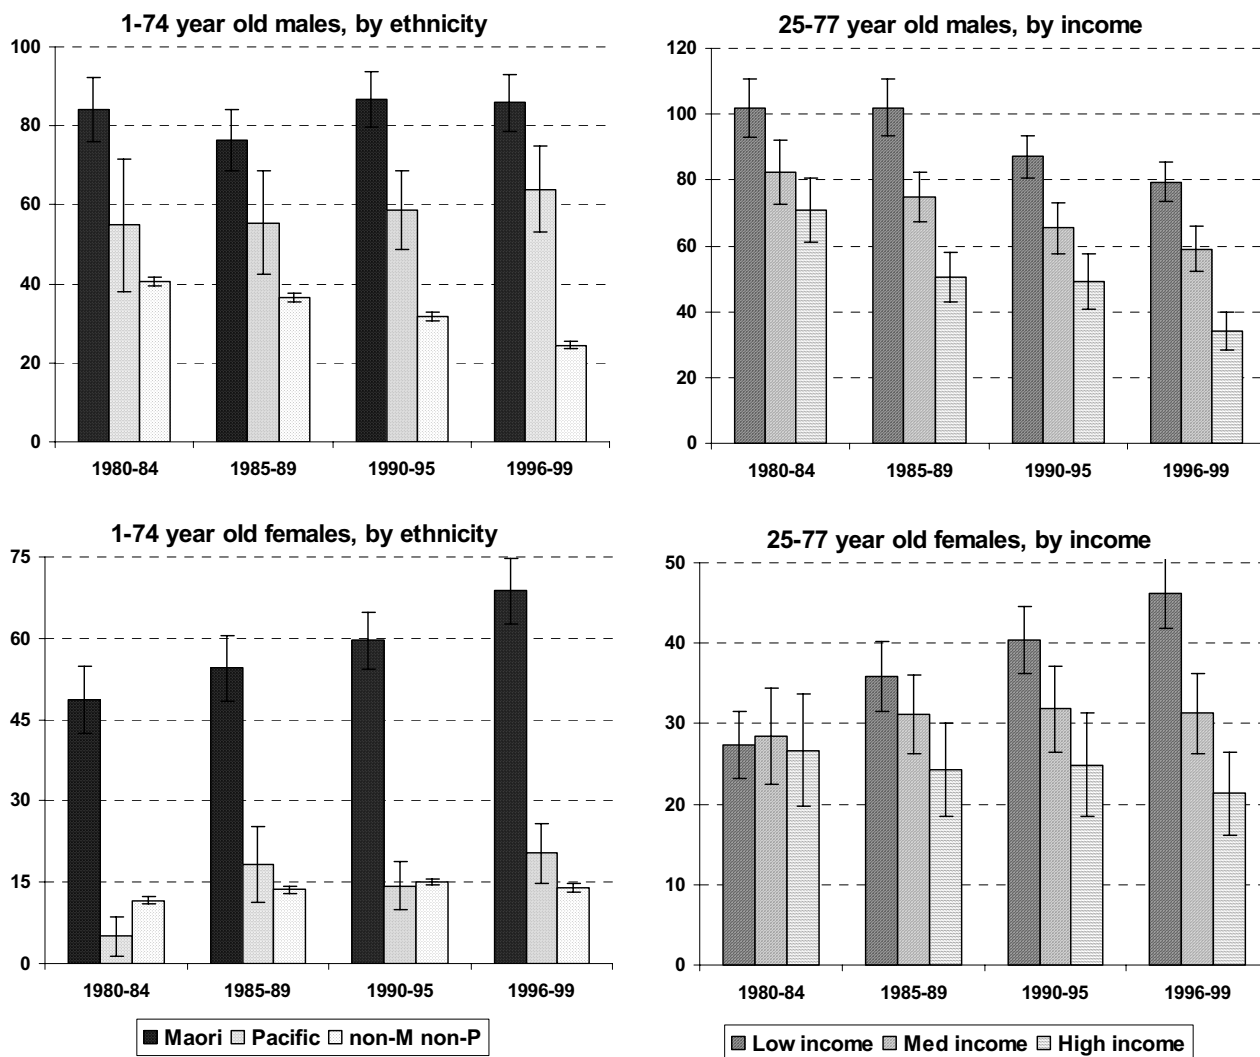 1-74 year old males, by ethnicity
100
80
60
40
20
0
1980-84 1985-89 1990-95 1996-99
25-77 year old males, by income
120
100
80
60
40
20
0
1980-84 1985-89 1990-95 1996-99
1-74 year old females, by ethnicity
75
60
45
30
15
0
1980-84 1985-89 1990-95 1996-99
Maori Pacific non-M non-P
25-77 year old females, by income
50
40
30
20
10
0
1980-84 1985-89 1990-95 1996-99
Low income Med income High income